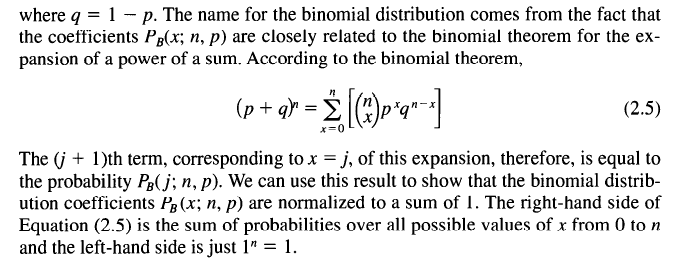 where q = 1 − p. The name for the binomial distribution comes from the fact that
the coefficients P_B(x; n, p) are closely related to the binomial theorem for the ex-
pansion of a power of a sum. According to the binomial theorem,
(p + q)^n = \sum_{x=0}^{n} \left[ \binom{n}{x} p^x q^{n-x} \right] (2.5)
The (j + 1)th term, corresponding to x = j, of this expansion, therefore, is equal to
the probability P_B(j; n, p). We can use this result to show that the binomial distrib-
ution coefficients P_B(x; n, p) are normalized to a sum of 1. The right-hand side of
Equation (2.5) is the sum of probabilities over all possible values of x from 0 to n
and the left-hand side is just 1^n = 1.